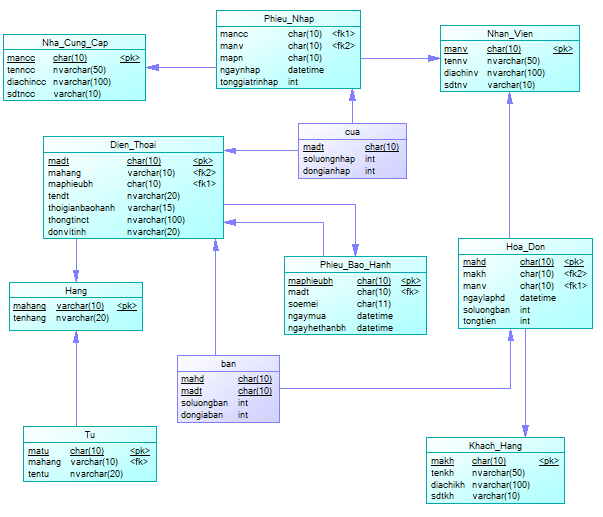 Phieu_Nhap
mancc char(10) <fk1>
manv char(10) <fk2>
mapn char(10)
ngaynhap datetime
tonggiatrinhap int
Nha_Cung_Cap
mancc char(10) <pk>
tenncc nvarchar(50)
diachincc nvarchar(100)
sdtncc varchar(10)
Nhan_Vien
manv char(10) <pk>
tennv nvarchar(50)
diachinv nvarchar(100)
sdtnv varchar(10)
cua
madt char(10)
soluongnhap int
dongianhap int
Dien_Thoai
madt char(10) <pk>
mahang varchar(10) <fk2>
maphieubh char(10) <fk1>
tendt nvarchar(20)
thoigianbaohanh varchar(15)
thongtinct nvarchar(100)
donvitinh nvarchar(20)
Hoa_Don
mahd char(10) <pk>
makh char(10) <fk2>
manv char(10) <fk1>
ngaylaphd datetime
soluongban int
tongtien int
Phieu_Bao_Hanh
maphieubh char(10) <pk>
madt char(10) <fk>
soemei char(11)
ngaymua datetime
ngayhethanbh datetime
Hang
mahang varchar(10) <pk>
tenhang nvarchar(20)
ban
mahd char(10)
madt char(10)
soluongban int
dongiaban int
Tu
matu char(10) <pk>
mahang varchar(10) <fk>
tentu nvarchar(20)
Khach_Hang
makh char(10) <pk>
tenkh nvarchar(50)
diachikh nvarchar(100)
sdtkh varchar(10)